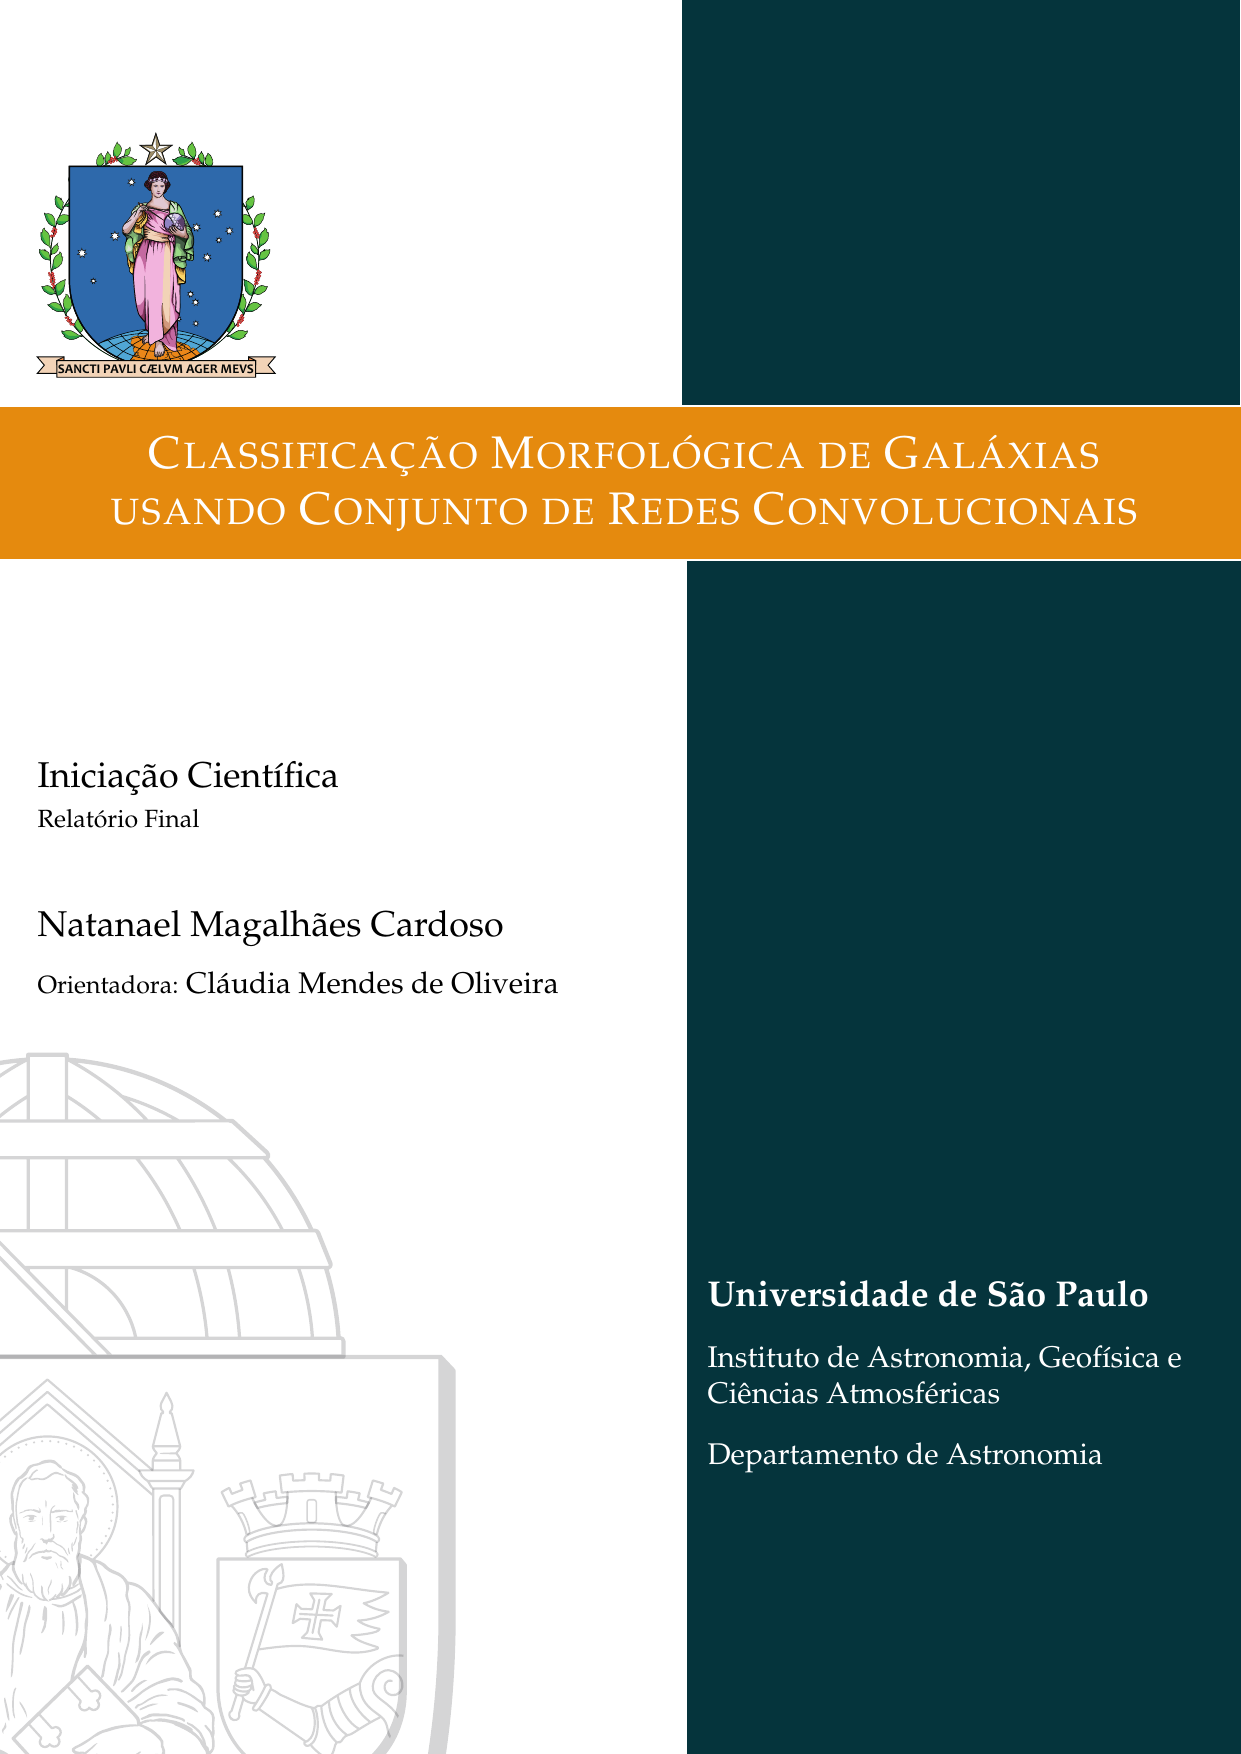 SANCTI PAVLI CÆLVM AGER MEVS
CLASSIFICAÇÃO MORFOLÓGICA DE GALÁXIAS
USANDO CONJUNTO DE REDES CONVOLUCIONAIS
Iniciação Científica
Relatório Final
Natanael Magalhães Cardoso
Orientadora: Cláudia Mendes de Oliveira
Universidade de São Paulo
Instituto de Astronomia, Geofísica e
Ciências Atmosféricas
Departamento de Astronomia